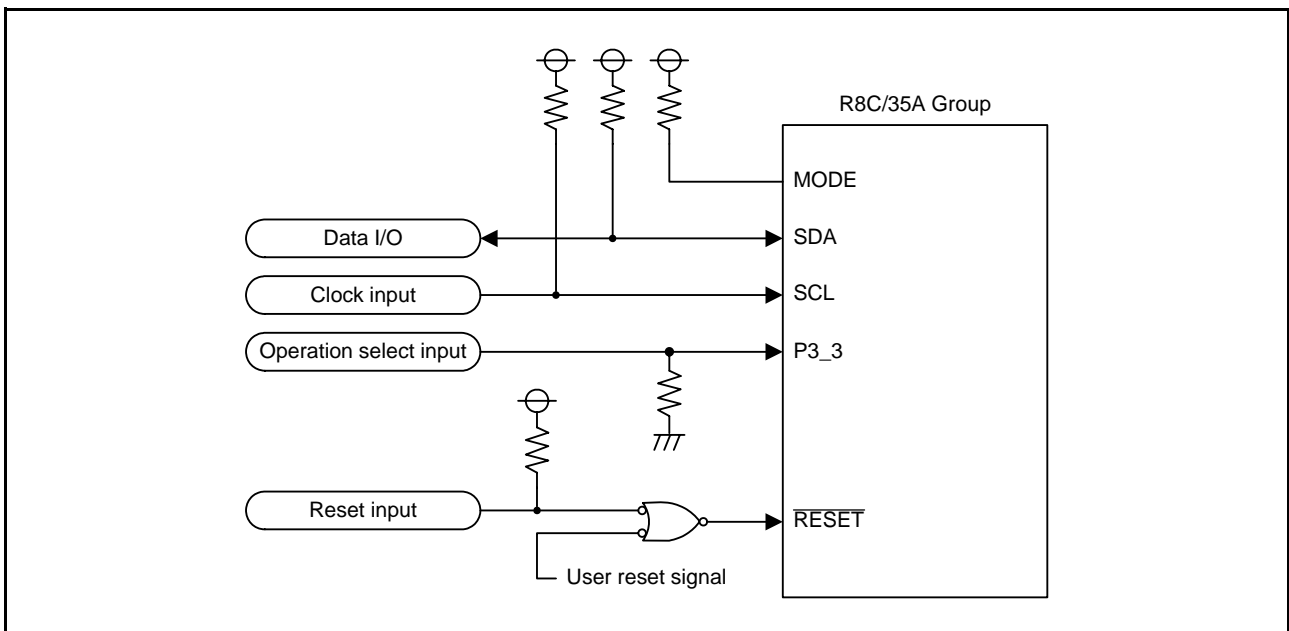 R8C/35A Group
MODE
Data I/O
SDA
Clock input
SCL
Operation select input
P3_3
Reset input
RESET
User reset signal